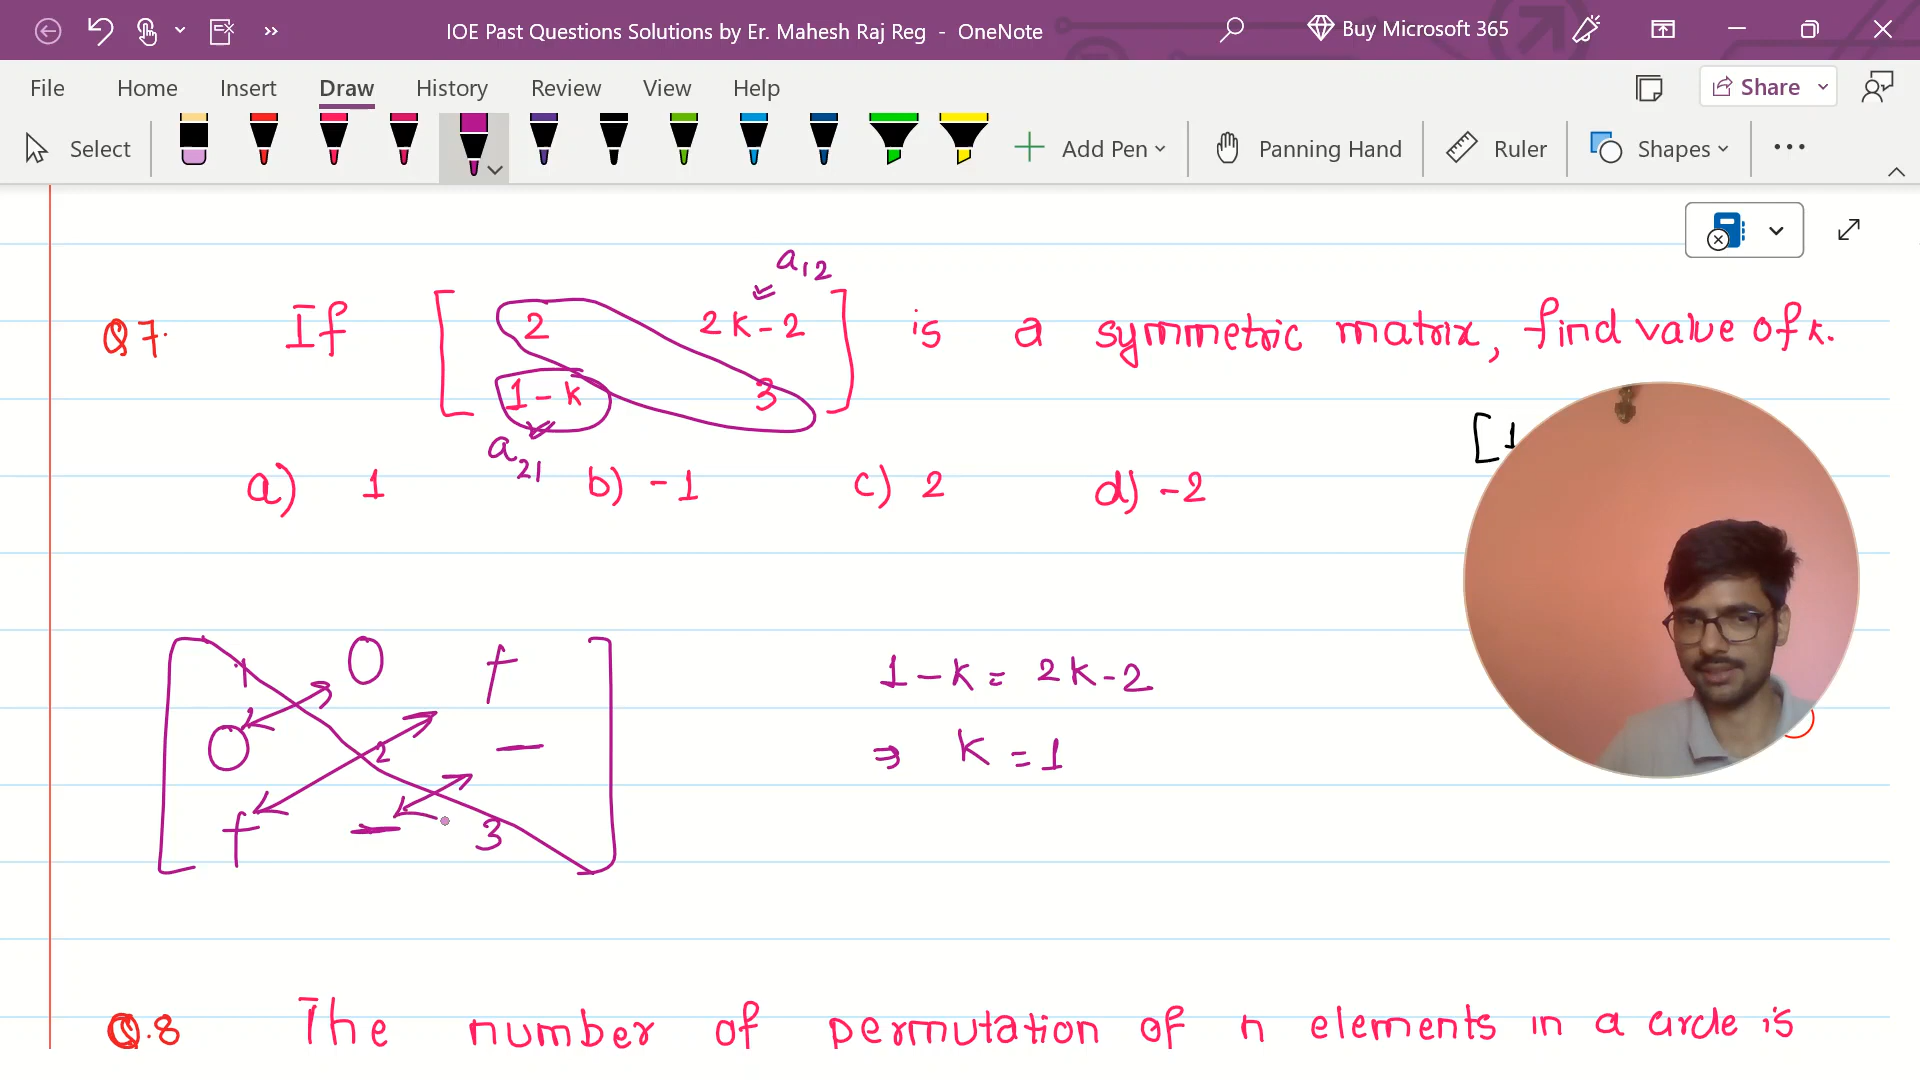 IOE Past Questions Solutions by Er. Mahesh Raj Reg - OneNote
Buy Microsoft 365
File Home Insert Draw History Review View Help
Share
Select
Add Pen
Panning Hand
Ruler
Shapes
a12
Q 7. If [ 2 2k-2 ] is a symmetric matrix, find value of k.
1-k 3
a21
[1
a) 1 b) -1 c) 2 d) -2
1 0 +
0 2 -
+ - 3
1-k = 2k-2
⇒ k = 1
Q.8 The number of permutation of n elements in a circle is